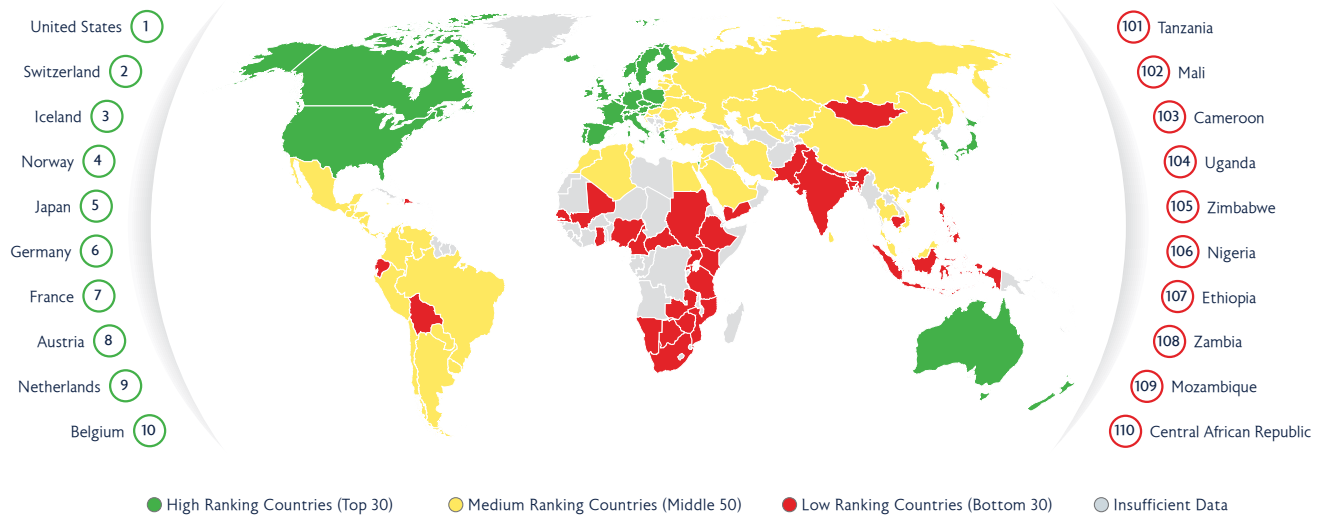 United States 1
Switzerland 2
Iceland 3
Norway 4
Japan 5
Germany 6
France 7
Austria 8
Netherlands 9
Belgium 10
101 Tanzania
102 Mali
103 Cameroon
104 Uganda
105 Zimbabwe
106 Nigeria
107 Ethiopia
108 Zambia
109 Mozambique
110 Central African Republic
High Ranking Countries (Top 30)
Medium Ranking Countries (Middle 50)
Low Ranking Countries (Bottom 30)
Insufficient Data